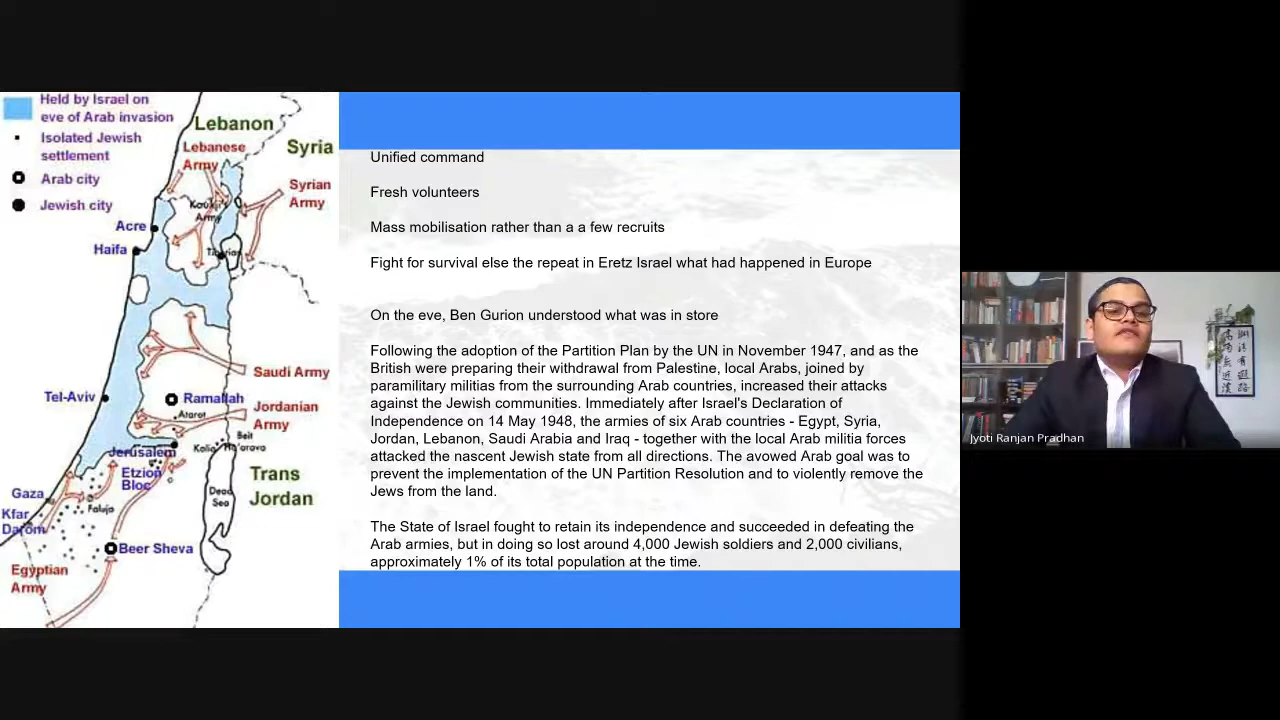 Held by Israel on
eve of Arab invasion
Isolated Jewish
settlement
Arab city
Jewish city
Lebanon
Syria
Lebanese
Army
Syrian
Army
Kaukji's
Army
Acre
Haifa
Tiberias
Saudi Army
Tel-Aviv
Ramallah
Atarot
Jordanian
Army
Beit
Ha'arava
Kalia
Jerusalem
Etzion
Bloc
Trans
Jordan
Dead
Sea
Gaza
Faluja
Kfar
Darom
Beer Sheva
Egyptian
Army
Unified command
Fresh volunteers
Mass mobilisation rather than a a few recruits
Fight for survival else the repeat in Eretz Israel what had happened in Europe
On the eve, Ben Gurion understood what was in store
Following the adoption of the Partition Plan by the UN in November 1947, and as the
British were preparing their withdrawal from Palestine, local Arabs, joined by
paramilitary militias from the surrounding Arab countries, increased their attacks
against the Jewish communities. Immediately after Israel's Declaration of
Independence on 14 May 1948, the armies of six Arab countries - Egypt, Syria,
Jordan, Lebanon, Saudi Arabia and Iraq - together with the local Arab militia forces
attacked the nascent Jewish state from all directions. The avowed Arab goal was to
prevent the implementation of the UN Partition Resolution and to violently remove the
Jews from the land.
The State of Israel fought to retain its independence and succeeded in defeating the
Arab armies, but in doing so lost around 4,000 Jewish soldiers and 2,000 civilians,
approximately 1% of its total population at the time.
Jyoti Ranjan Pradhan